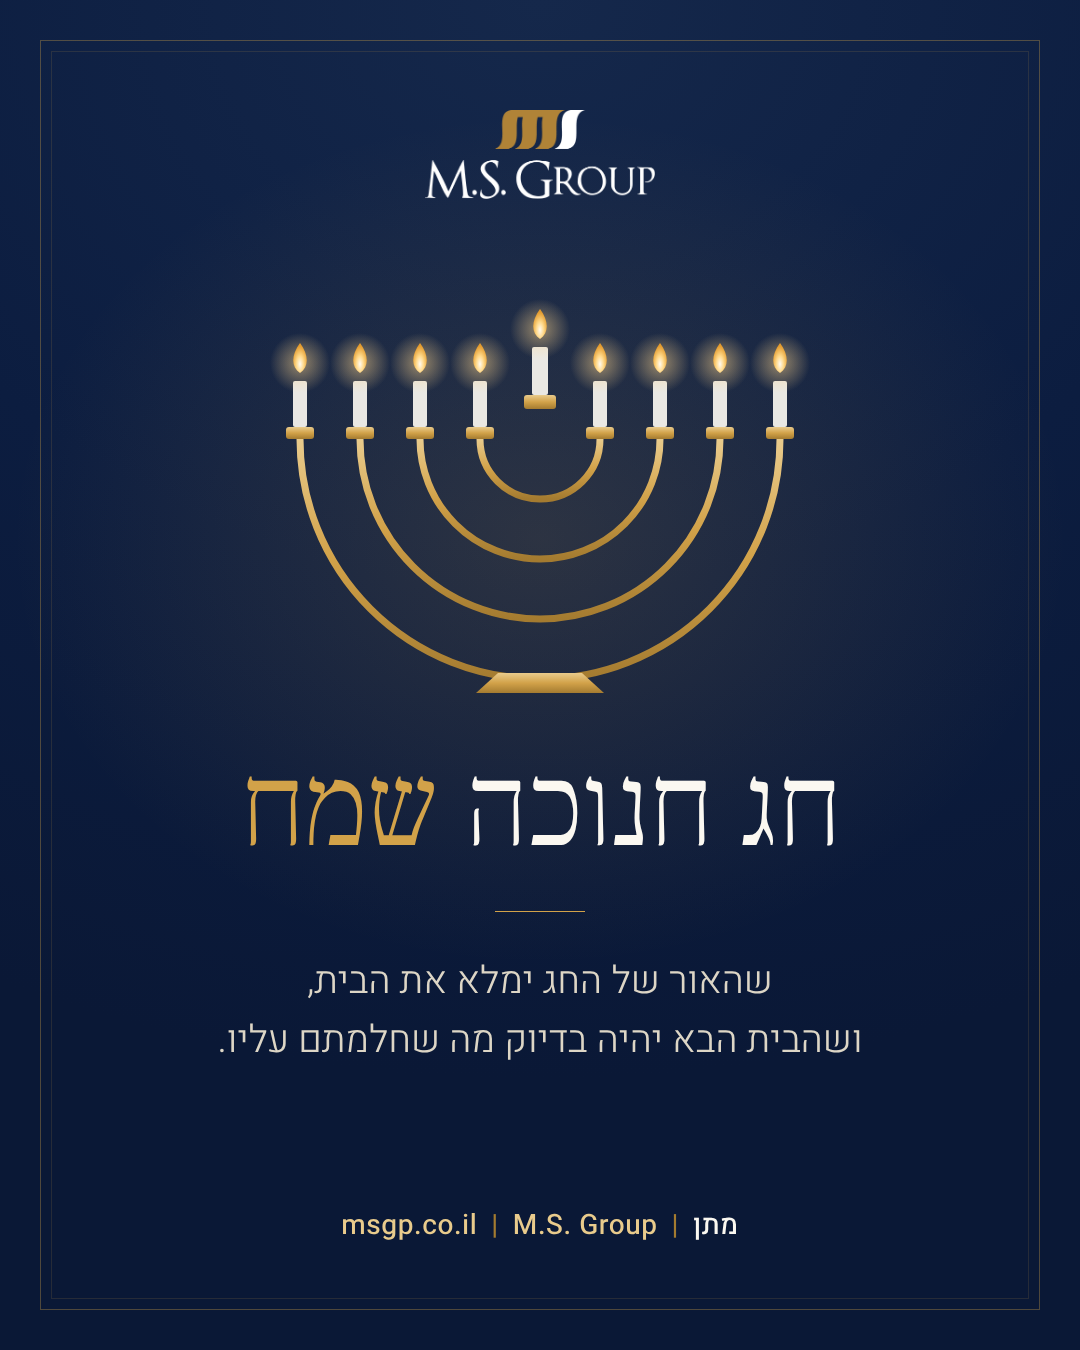 M.S. GROUP
חג חנוכה שמח
שהאור של החג ימלא את הבית,
ושהבית הבא יהיה בדיוק מה שחלמתם עליו.
מתן | M.S. Group | msgp.co.il